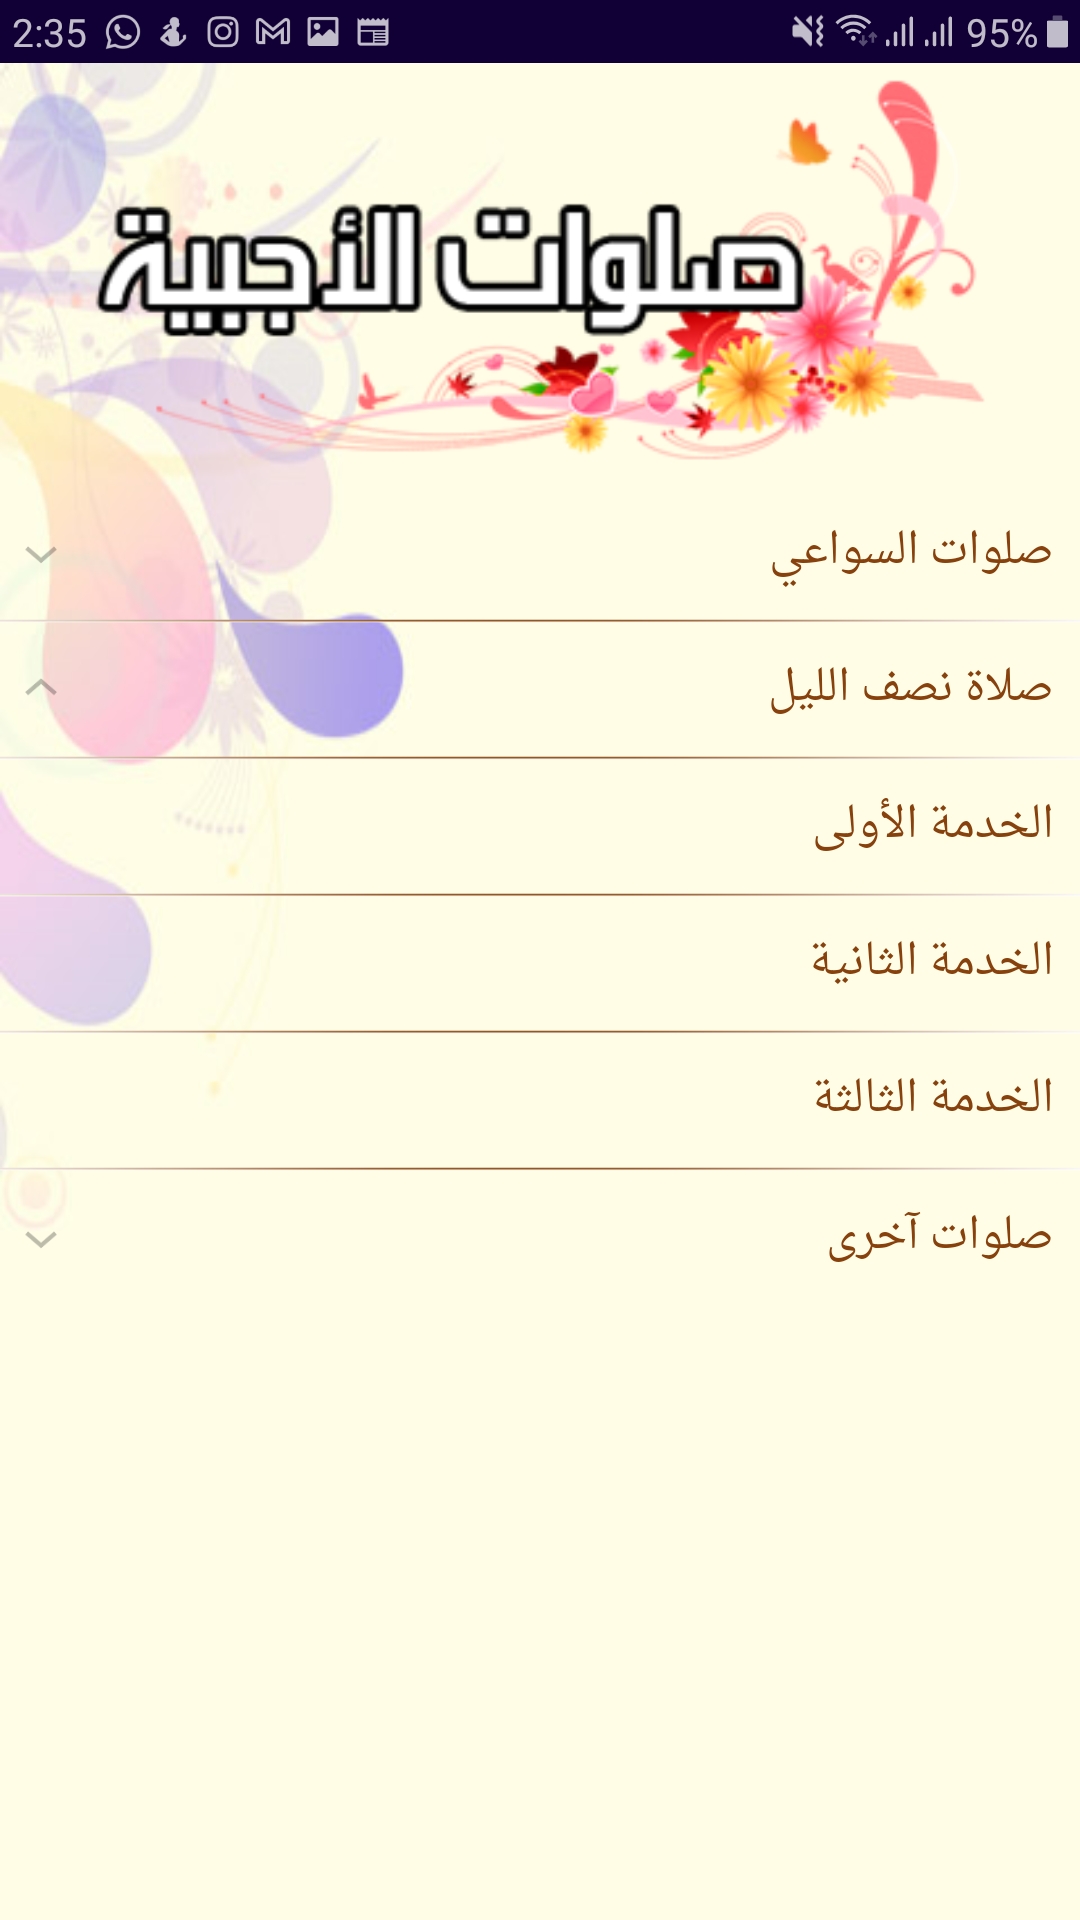 2:35
95%
صلوات الأجبية
صلوات السواعي
صلاة نصف الليل
الخدمة الأولى
الخدمة الثانية
الخدمة الثالثة
صلوات آخرى